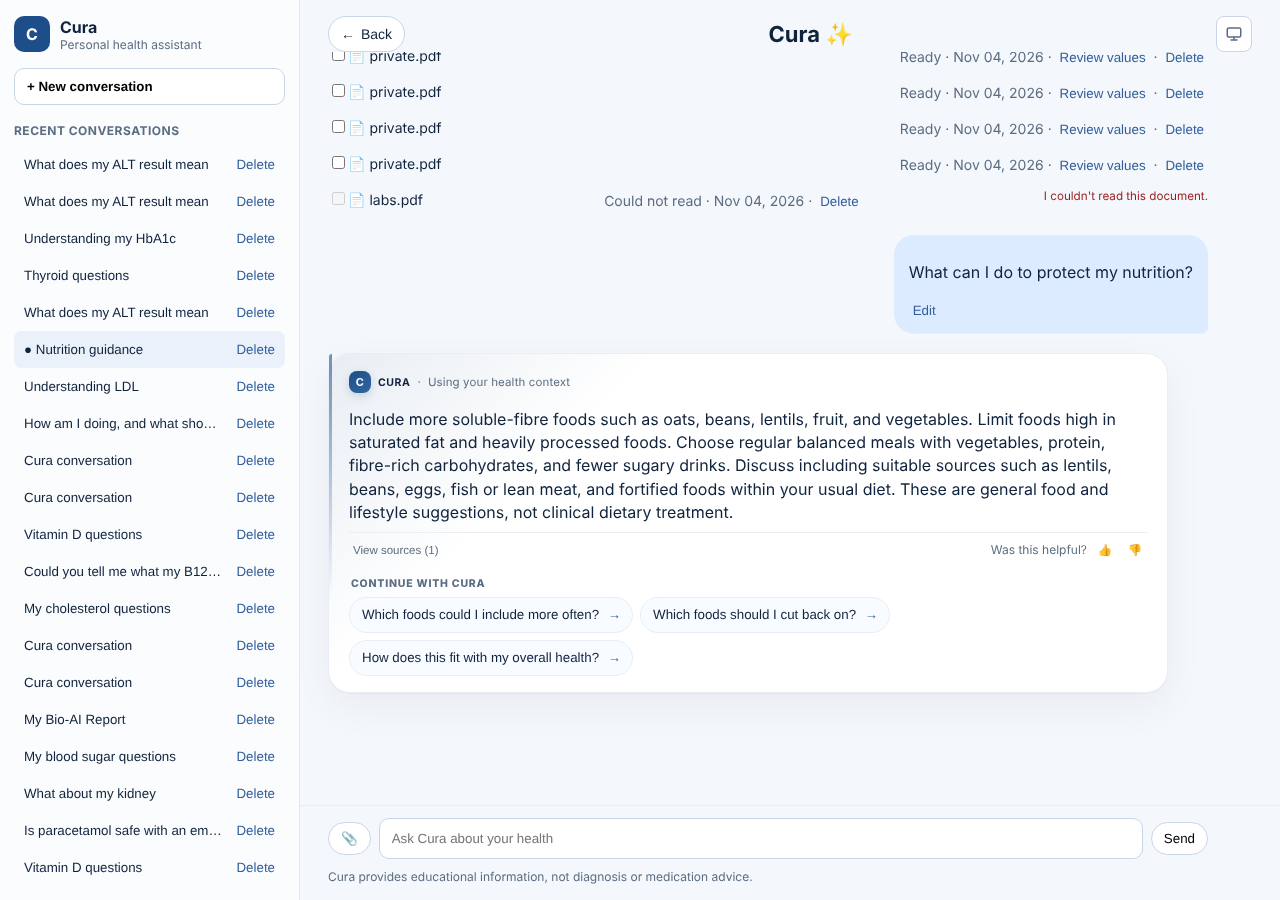 C
Cura
Personal health assistant
+ New conversation
RECENT CONVERSATIONS
What does my ALT result mean Delete
What does my ALT result mean Delete
Understanding my HbA1c Delete
Thyroid questions Delete
What does my ALT result mean Delete
● Nutrition guidance Delete
Understanding LDL Delete
How am I doing, and what sho... Delete
Cura conversation Delete
Cura conversation Delete
Vitamin D questions Delete
Could you tell me what my B12... Delete
My cholesterol questions Delete
Cura conversation Delete
Cura conversation Delete
My Bio-AI Report Delete
My blood sugar questions Delete
What about my kidney Delete
Is paracetamol safe with an em... Delete
Vitamin D questions Delete
← Back
Cura ✨
private.pdf Ready · Nov 04, 2026 · Review values · Delete
private.pdf Ready · Nov 04, 2026 · Review values · Delete
private.pdf Ready · Nov 04, 2026 · Review values · Delete
private.pdf Ready · Nov 04, 2026 · Review values · Delete
labs.pdf Could not read · Nov 04, 2026 · Delete I couldn't read this document.
What can I do to protect my nutrition?
Edit
C CURA · Using your health context
Include more soluble-fibre foods such as oats, beans, lentils, fruit, and vegetables. Limit foods high in
saturated fat and heavily processed foods. Choose regular balanced meals with vegetables, protein,
fibre-rich carbohydrates, and fewer sugary drinks. Discuss including suitable sources such as lentils,
beans, eggs, fish or lean meat, and fortified foods within your usual diet. These are general food and
lifestyle suggestions, not clinical dietary treatment.
View sources (1) Was this helpful? 👍 👎
CONTINUE WITH CURA
Which foods could I include more often? → Which foods should I cut back on? →
How does this fit with my overall health? →
Ask Cura about your health Send
Cura provides educational information, not diagnosis or medication advice.